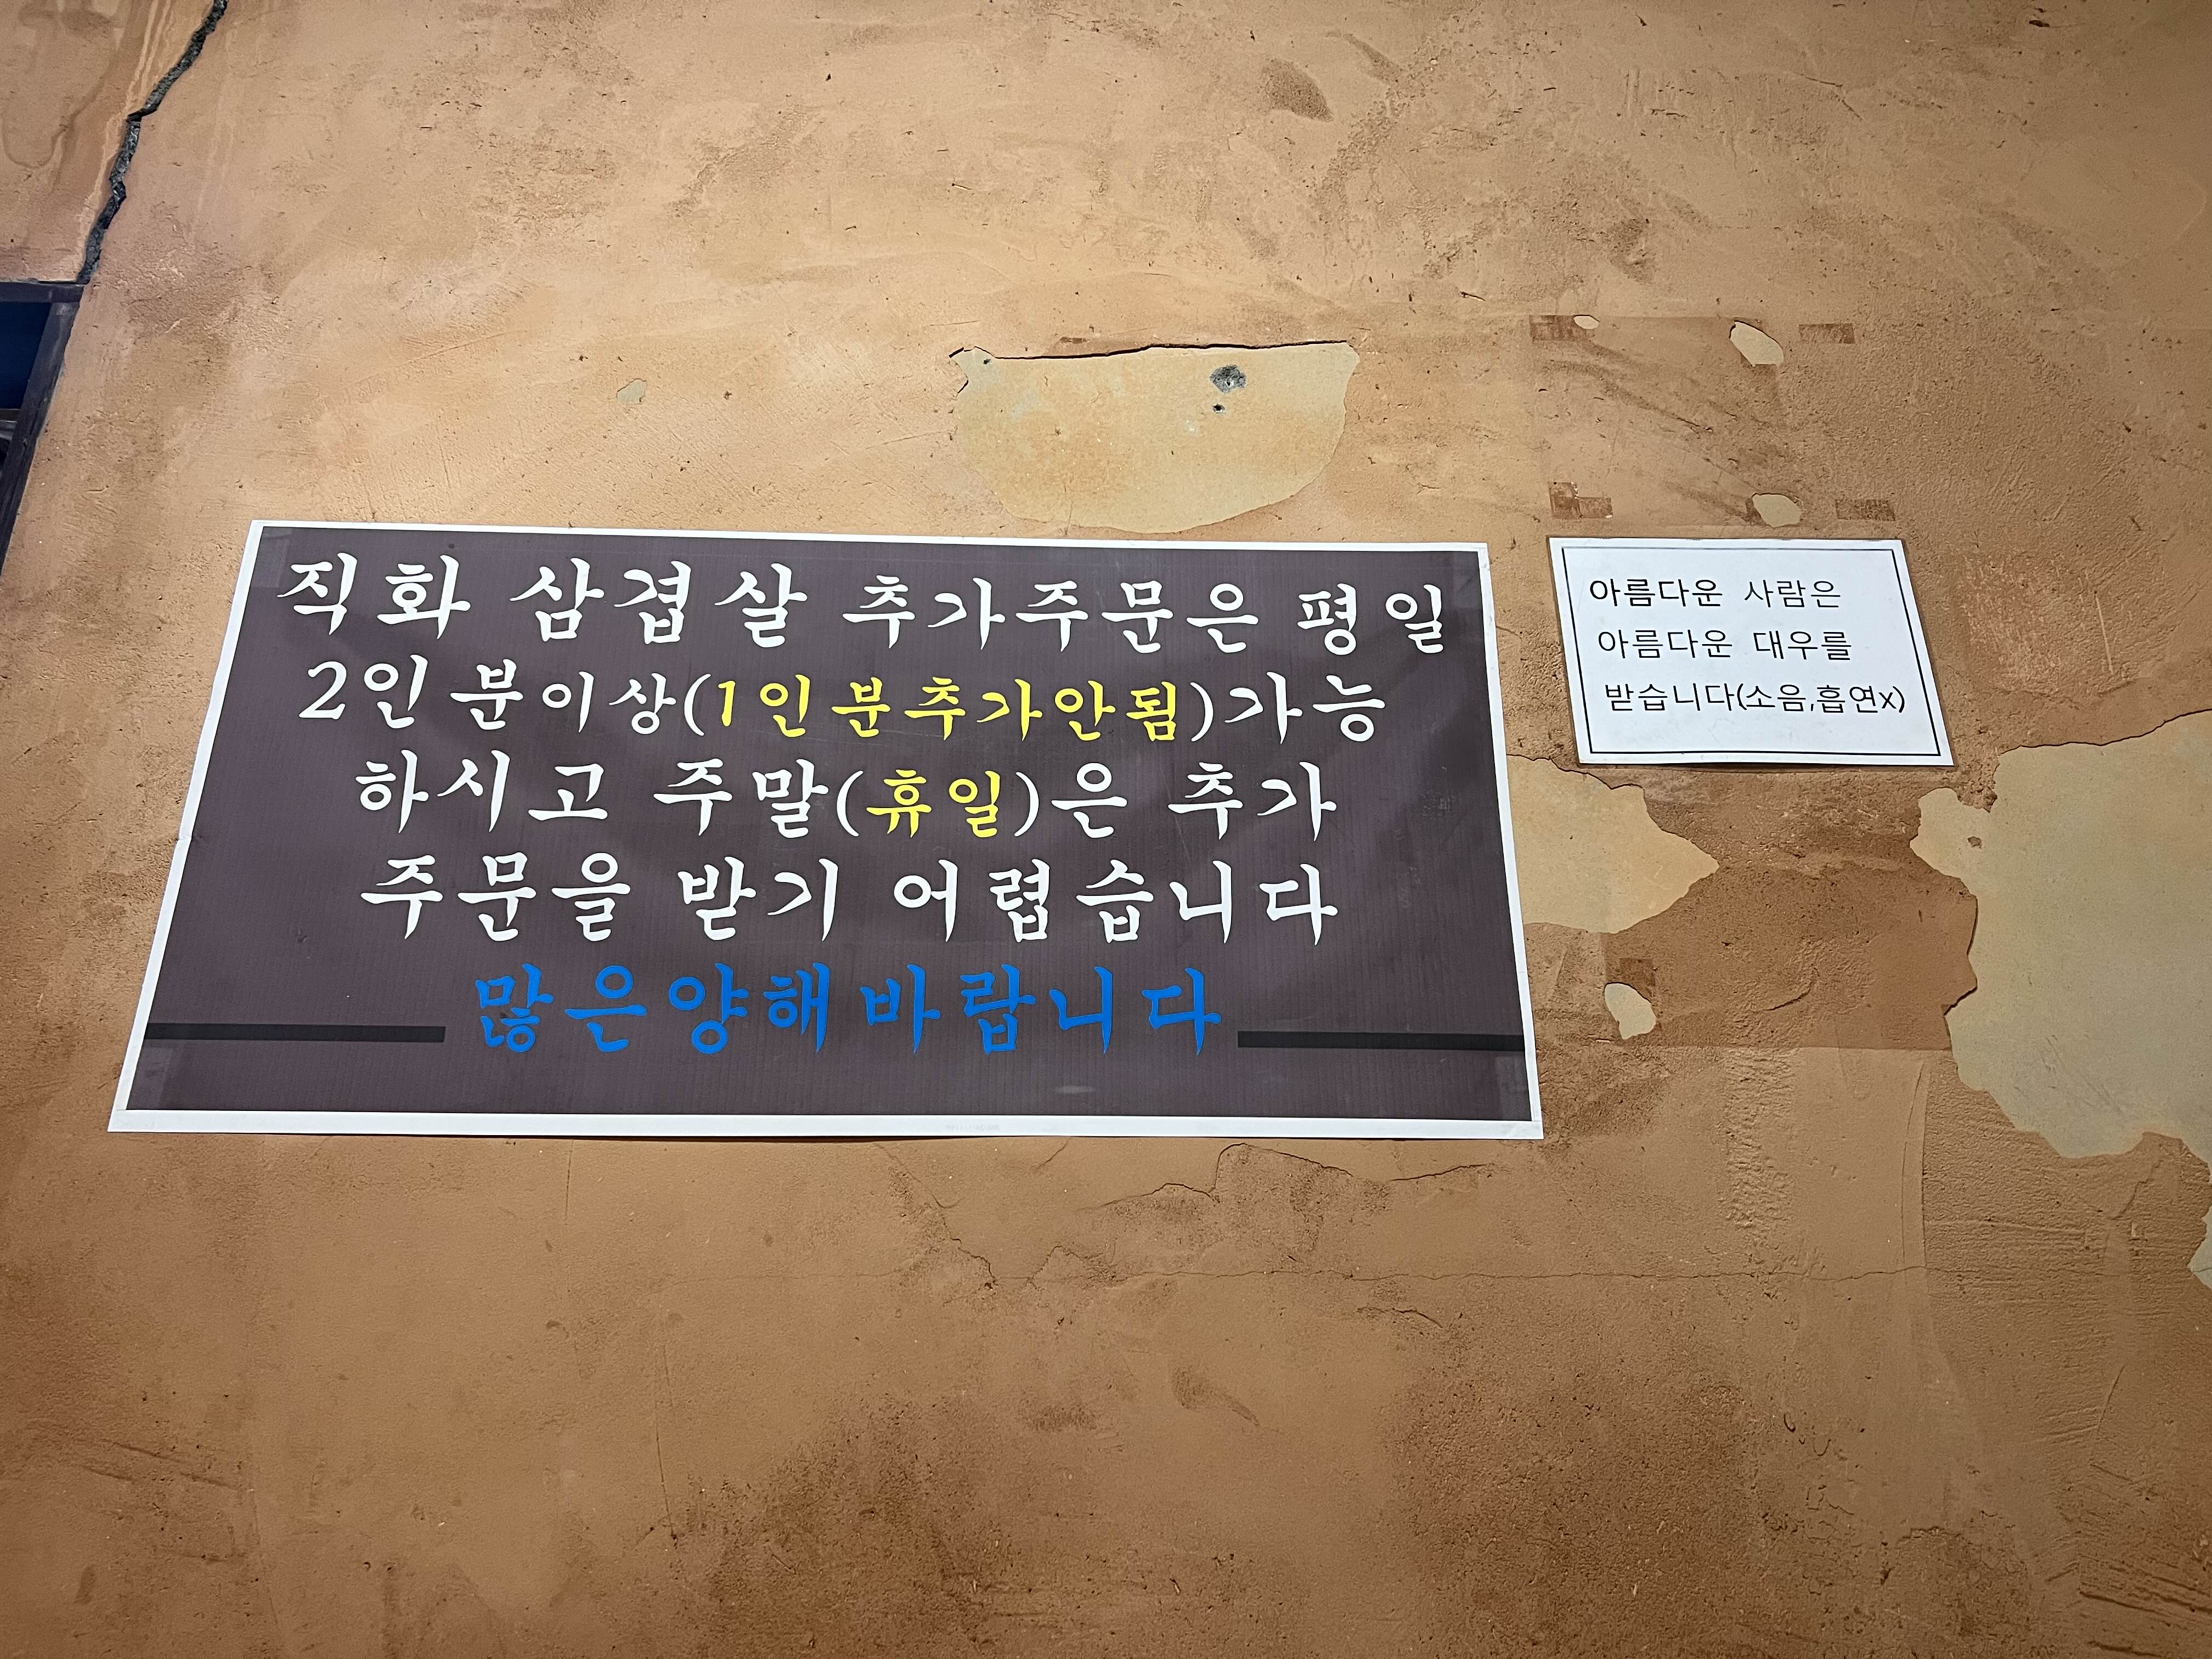 직화 삼겹살 추가주문은 평일
2인분이상(1인분추가안됨)가능
하시고 주말(휴일)은 추가
주문을 받기 어렵습니다
많은양해바랍니다
아름다운 사람은
아름다운 대우를
받습니다(소음,흡연x)